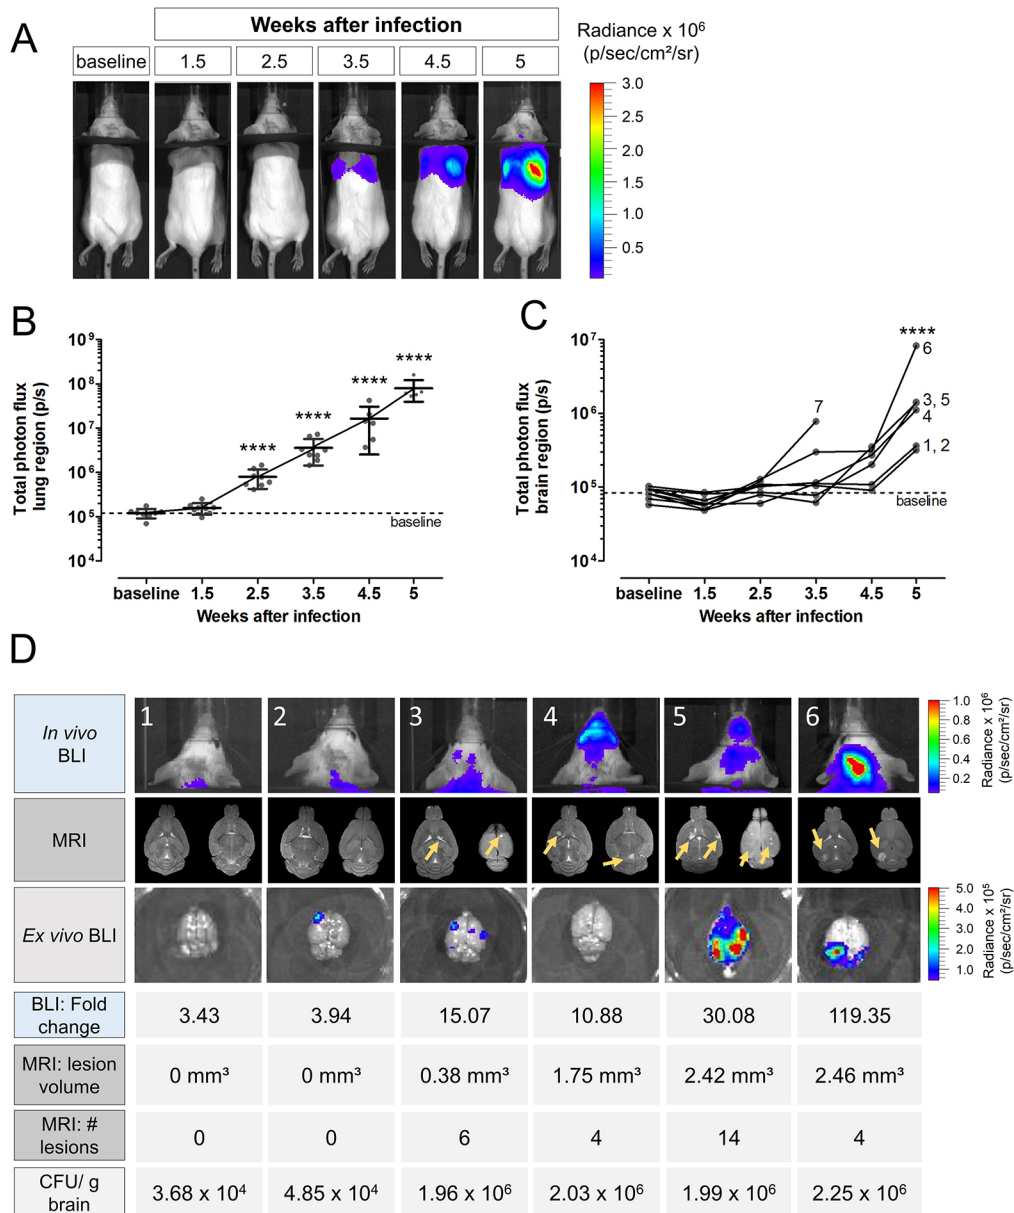 A
Weeks after infection
baseline 1.5 2.5 3.5 4.5 5
Radiance x 10⁶
(p/sec/cm²/sr)
3.0
2.5
2.0
1.5
1.0
0.5
B
Total photon flux
lung region (p/s)
10⁹
10⁸
10⁷
10⁶
10⁵
10⁴
**** **** **** ****
baseline
baseline 1.5 2.5 3.5 4.5 5
Weeks after infection
C
Total photon flux
brain region (p/s)
10⁷
10⁶
10⁵
10⁴
****
6
7
3, 5
4
1, 2
baseline
baseline 1.5 2.5 3.5 4.5 5
Weeks after infection
D
In vivo
BLI
1 2 3 4 5 6
1.0
0.8
0.6
0.4
0.2
Radiance x 10⁶
(p/sec/cm²/sr)
MRI
Ex vivo BLI
5.0
4.0
3.0
2.0
1.0
Radiance x 10⁵
(p/sec/cm²/sr)
BLI: Fold
change
3.43 3.94 15.07 10.88 30.08 119.35
MRI: lesion
volume
0 mm³ 0 mm³ 0.38 mm³ 1.75 mm³ 2.42 mm³ 2.46 mm³
MRI: #
lesions
0 0 6 4 14 4
CFU/ g
brain
3.68 x 10⁴ 4.85 x 10⁴ 1.96 x 10⁶ 2.03 x 10⁶ 1.99 x 10⁶ 2.25 x 10⁶